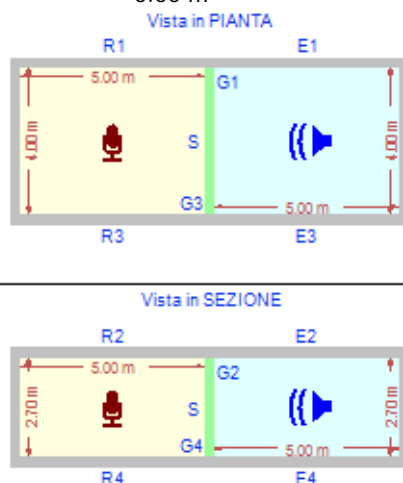 Vista in PIANTA
R1 E1
5.00 m G1
4.00 m S 4.00 m
G3 5.00 m
R3 E3
Vista in SEZIONE
R2 E2
5.00 m G2
2.70 m S 2.70 m
G4 5.00 m
R4 E4